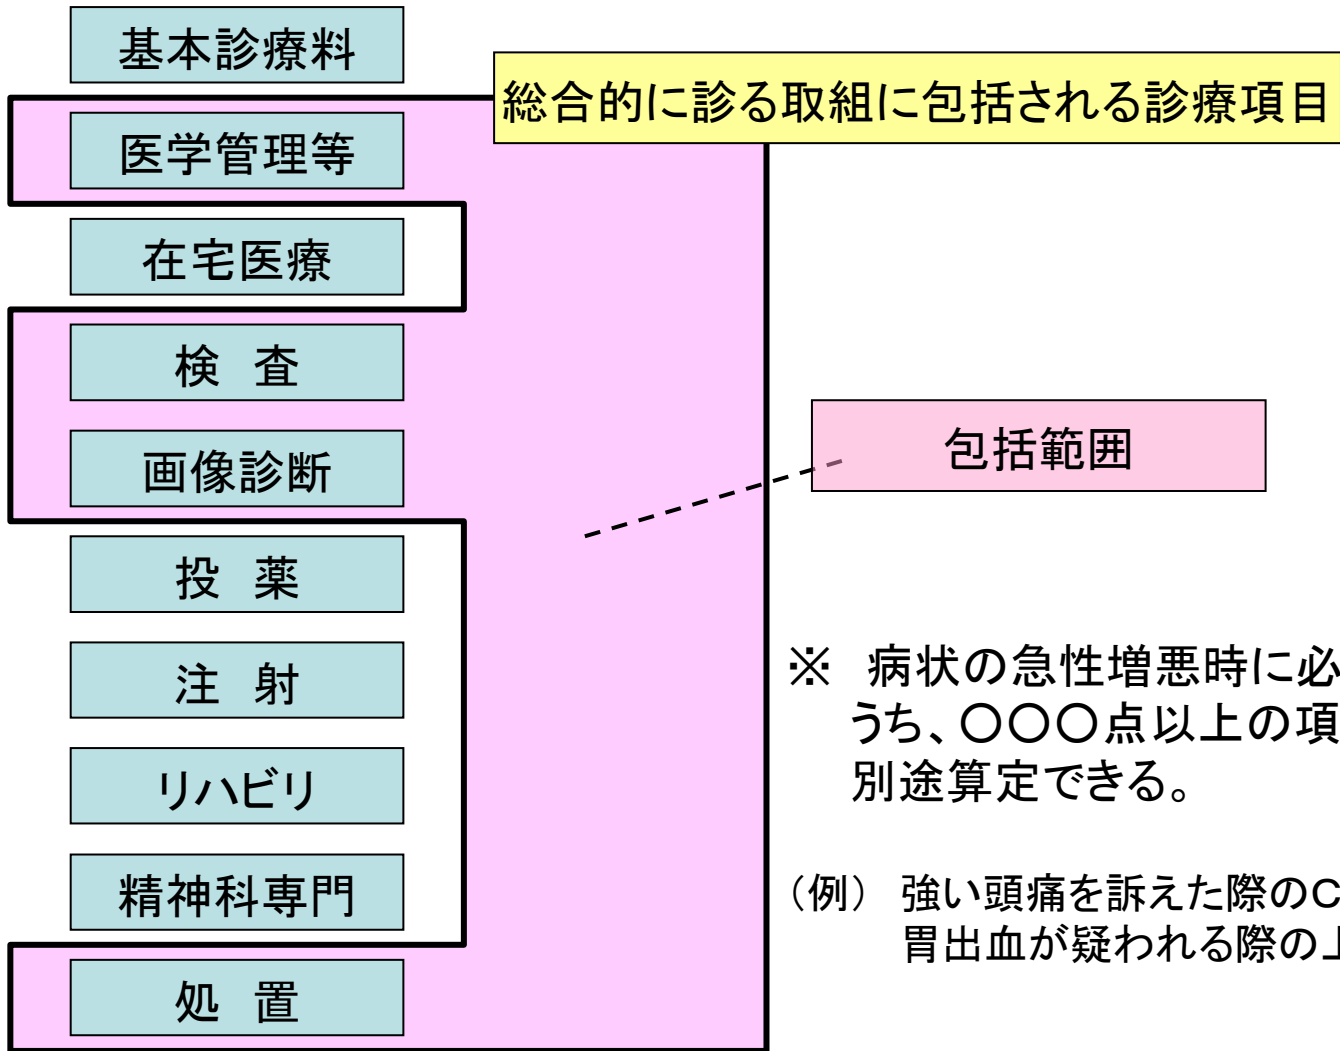 基本診療料
総合的に診る取組に包括される診療項目
医学管理等
在宅医療
検　査
画像診断
包括範囲
投　薬
注　射
リハビリ
精神科専門
処　置
※　病状の急性増悪時に必
うち、〇〇〇点以上の項
別途算定できる。
（例）　強い頭痛を訴えた際のC
胃出血が疑われる際の上